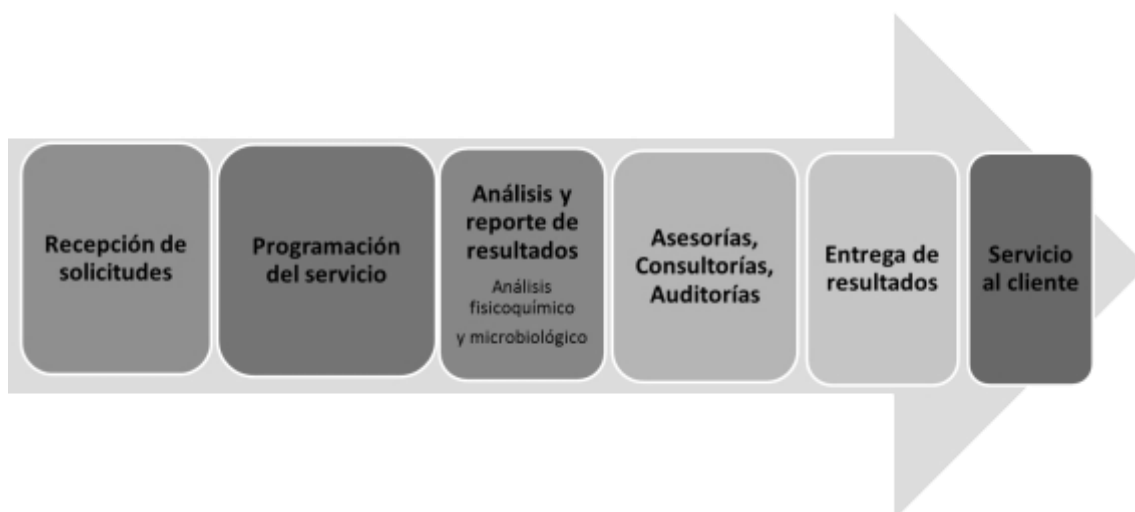 Recepción de
solicitudes
Programación
del servicio
Análisis y
reporte de
resultados
Análisis
fisicoquímico
y microbiológico
Asesorías,
Consultorías,
Auditorías
Entrega de
resultados
Servicio
al cliente